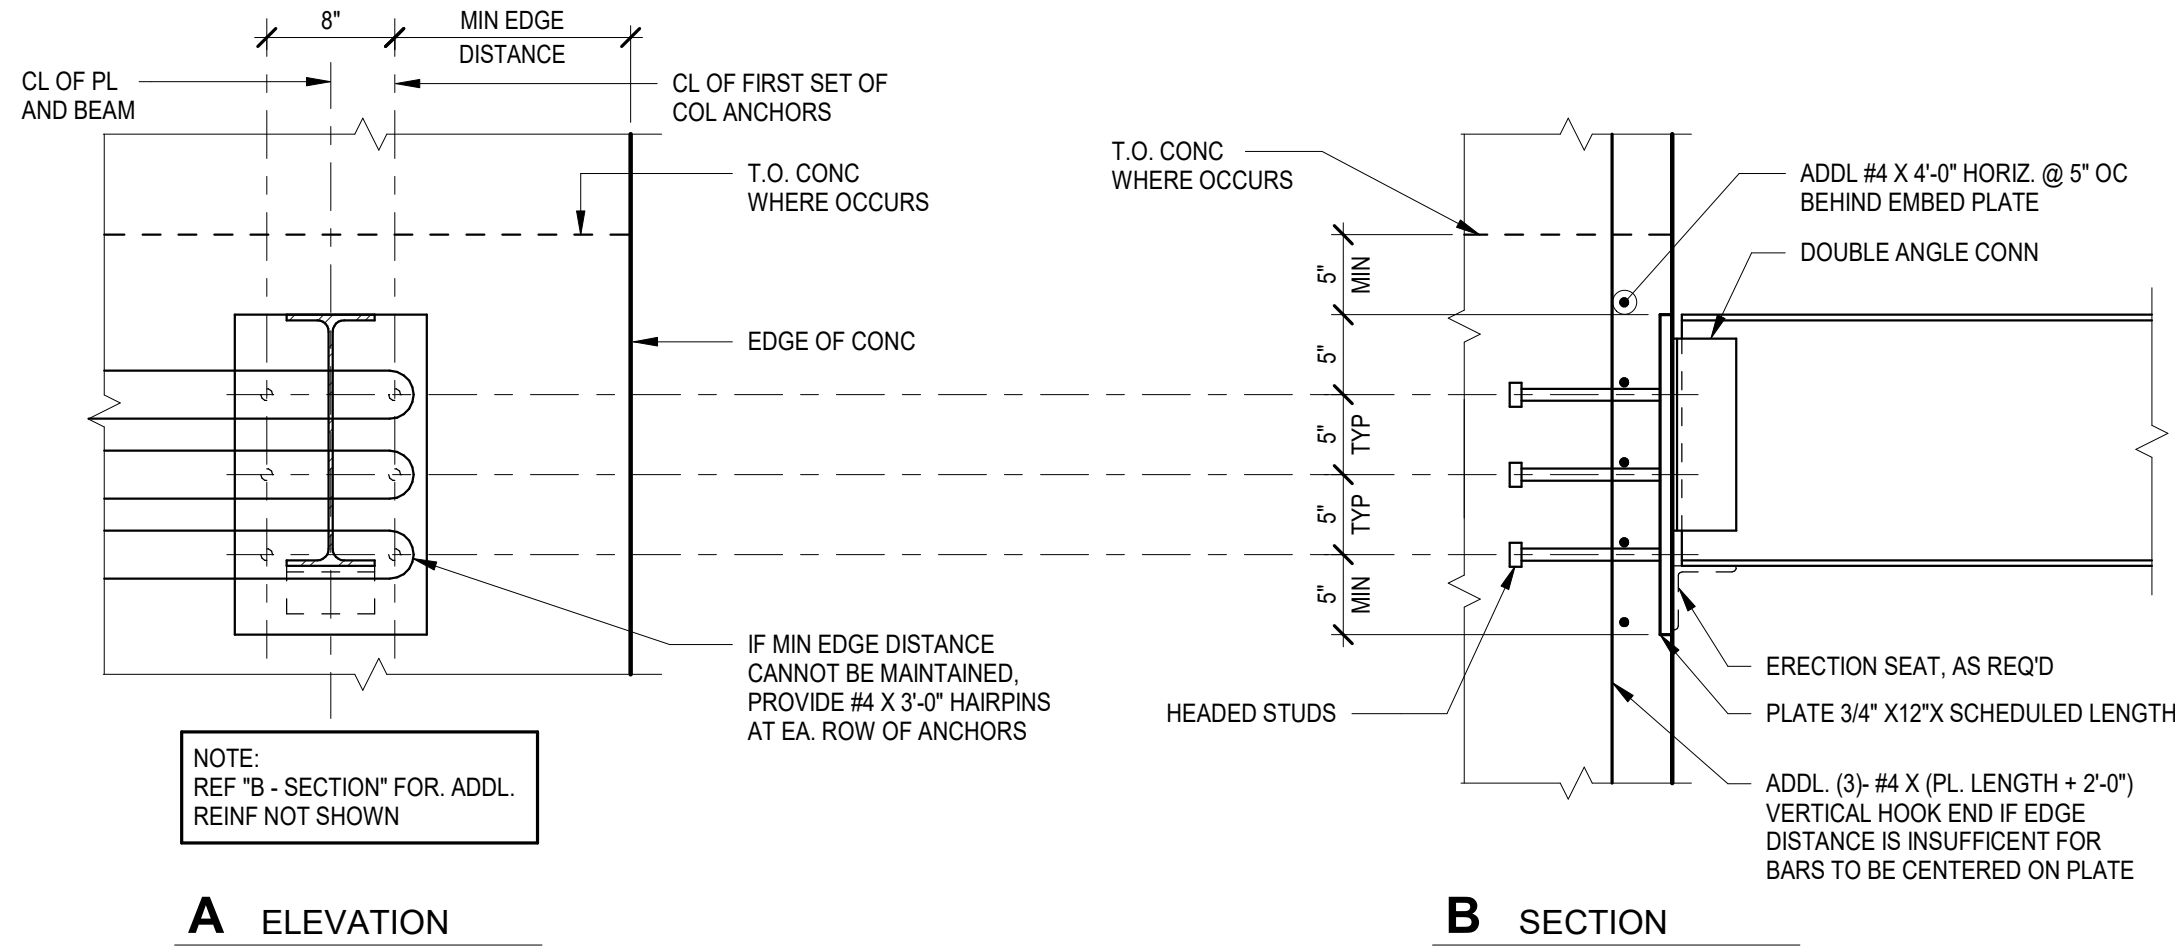 8"
MIN EDGE
DISTANCE
CL OF PL
AND BEAM
CL OF FIRST SET OF
COL ANCHORS
T.O. CONC
WHERE OCCURS
EDGE OF CONC
IF MIN EDGE DISTANCE
CANNOT BE MAINTAINED,
PROVIDE #4 X 3'-0" HAIRPINS
AT EA. ROW OF ANCHORS
NOTE:
REF "B - SECTION" FOR. ADDL.
REINF NOT SHOWN
A ELEVATION
T.O. CONC
WHERE OCCURS
5"
MIN
5"
5"
TYP
5"
TYP
5"
MIN
HEADED STUDS
ADDL #4 X 4'-0" HORIZ. @ 5" OC
BEHIND EMBED PLATE
DOUBLE ANGLE CONN
ERECTION SEAT, AS REQ'D
PLATE 3/4" X12"X SCHEDULED LENGTH
ADDL. (3)- #4 X (PL. LENGTH + 2'-0")
VERTICAL HOOK END IF EDGE
DISTANCE IS INSUFFICENT FOR
BARS TO BE CENTERED ON PLATE
B SECTION